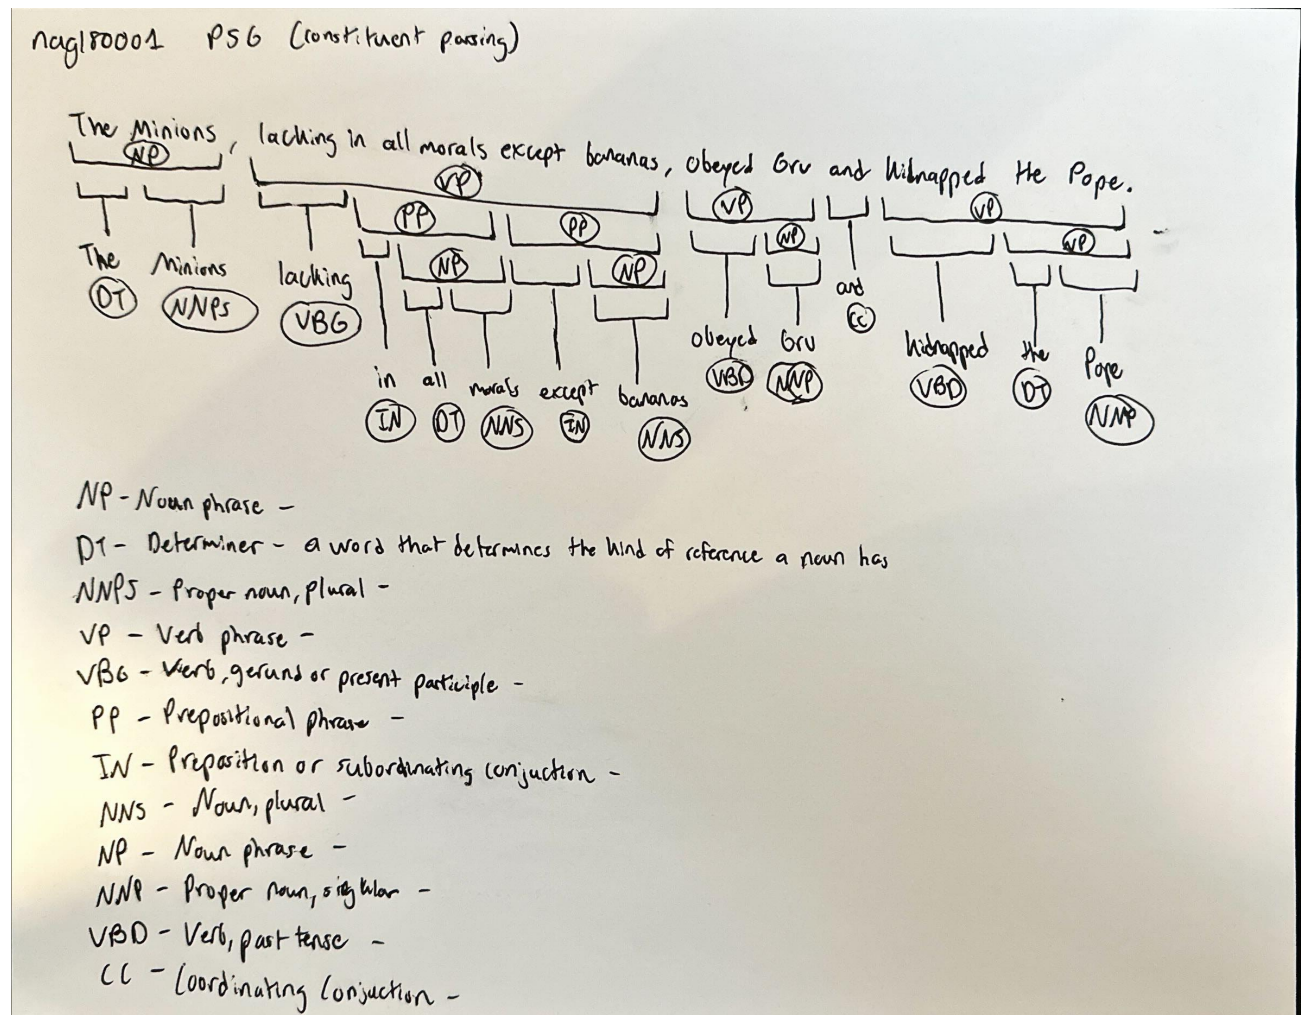 nagl80001 PSG (constituent parsing)
The Minions, lacking in all morals except bananas, obeyed Gru and kidnapped the Pope.
NP VP VP VP
PP PP NP NP
NP NP
The Minions lacking and
DT NNPS VBG CC
obeyed Gru kidnapped the Pope
VBD NNP VBD DT NNP
in all morals except bananas
IN DT NNS IN NNS
NP - Noun phrase -
DT - Determiner - a word that determines the kind of reference a noun has
NNPS - Proper noun, plural -
VP - Verb phrase -
VBG - Verb, gerund or present participle -
PP - Prepositional phrase -
IN - Preposition or subordinating conjuction -
NNS - Noun, plural -
NP - Noun phrase -
NNP - Proper noun, singular -
VBD - Verb, past tense -
CC - Coordinating Conjuction -